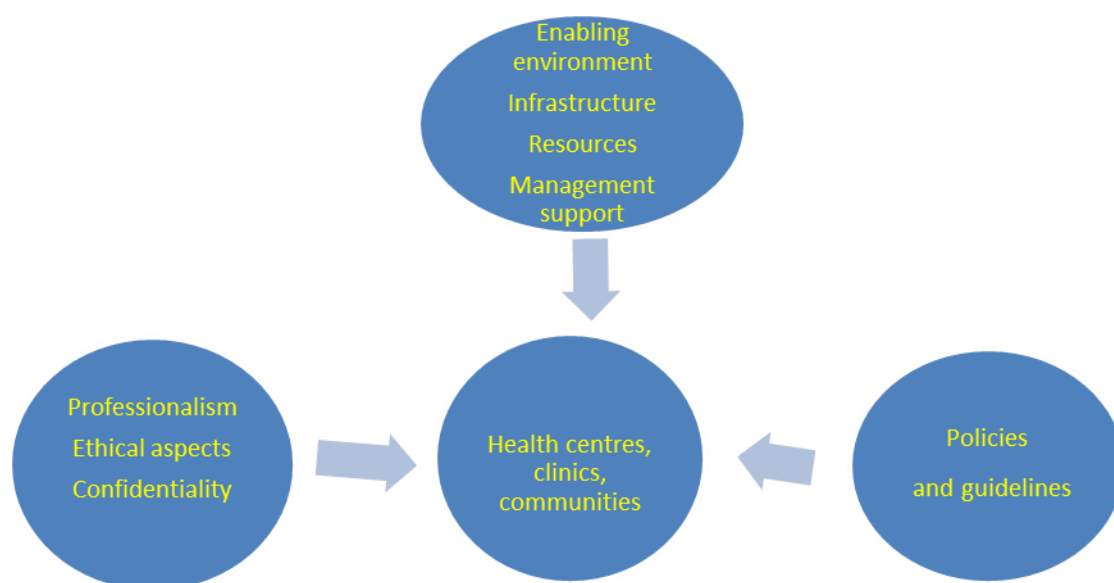 Enabling
environment
Infrastructure
Resources
Management
support
Professionalism
Ethical aspects
Confidentiality
Health centres,
clinics,
communities
Policies
and guidelines